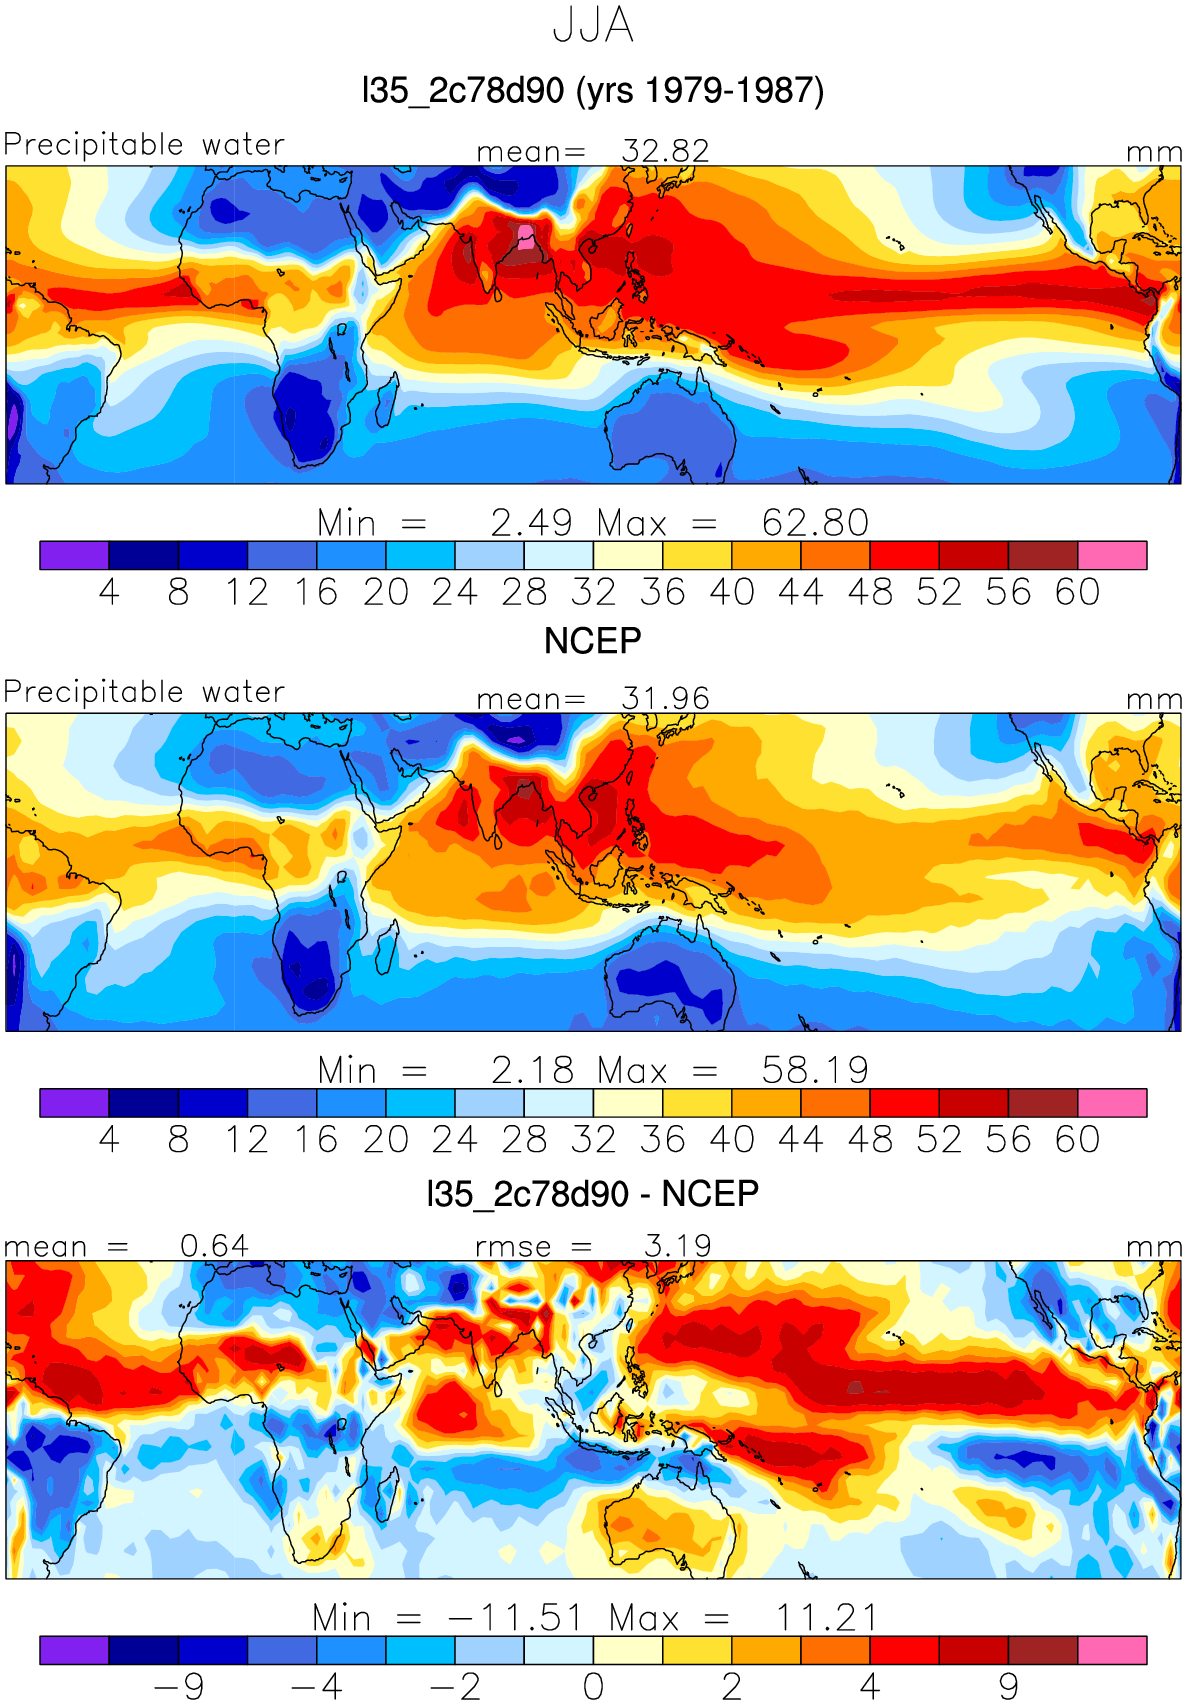 JJA
l35_2c78d90 (yrs 1979-1987)
Precipitable water mean= 32.82 mm
Min = 2.49 Max = 62.80
4 8 12 16 20 24 28 32 36 40 44 48 52 56 60
NCEP
Precipitable water mean= 31.96 mm
Min = 2.18 Max = 58.19
4 8 12 16 20 24 28 32 36 40 44 48 52 56 60
l35_2c78d90 - NCEP
mean = 0.64 rmse = 3.19 mm
Min = -11.51 Max = 11.21
-9 -4 -2 0 2 4 9